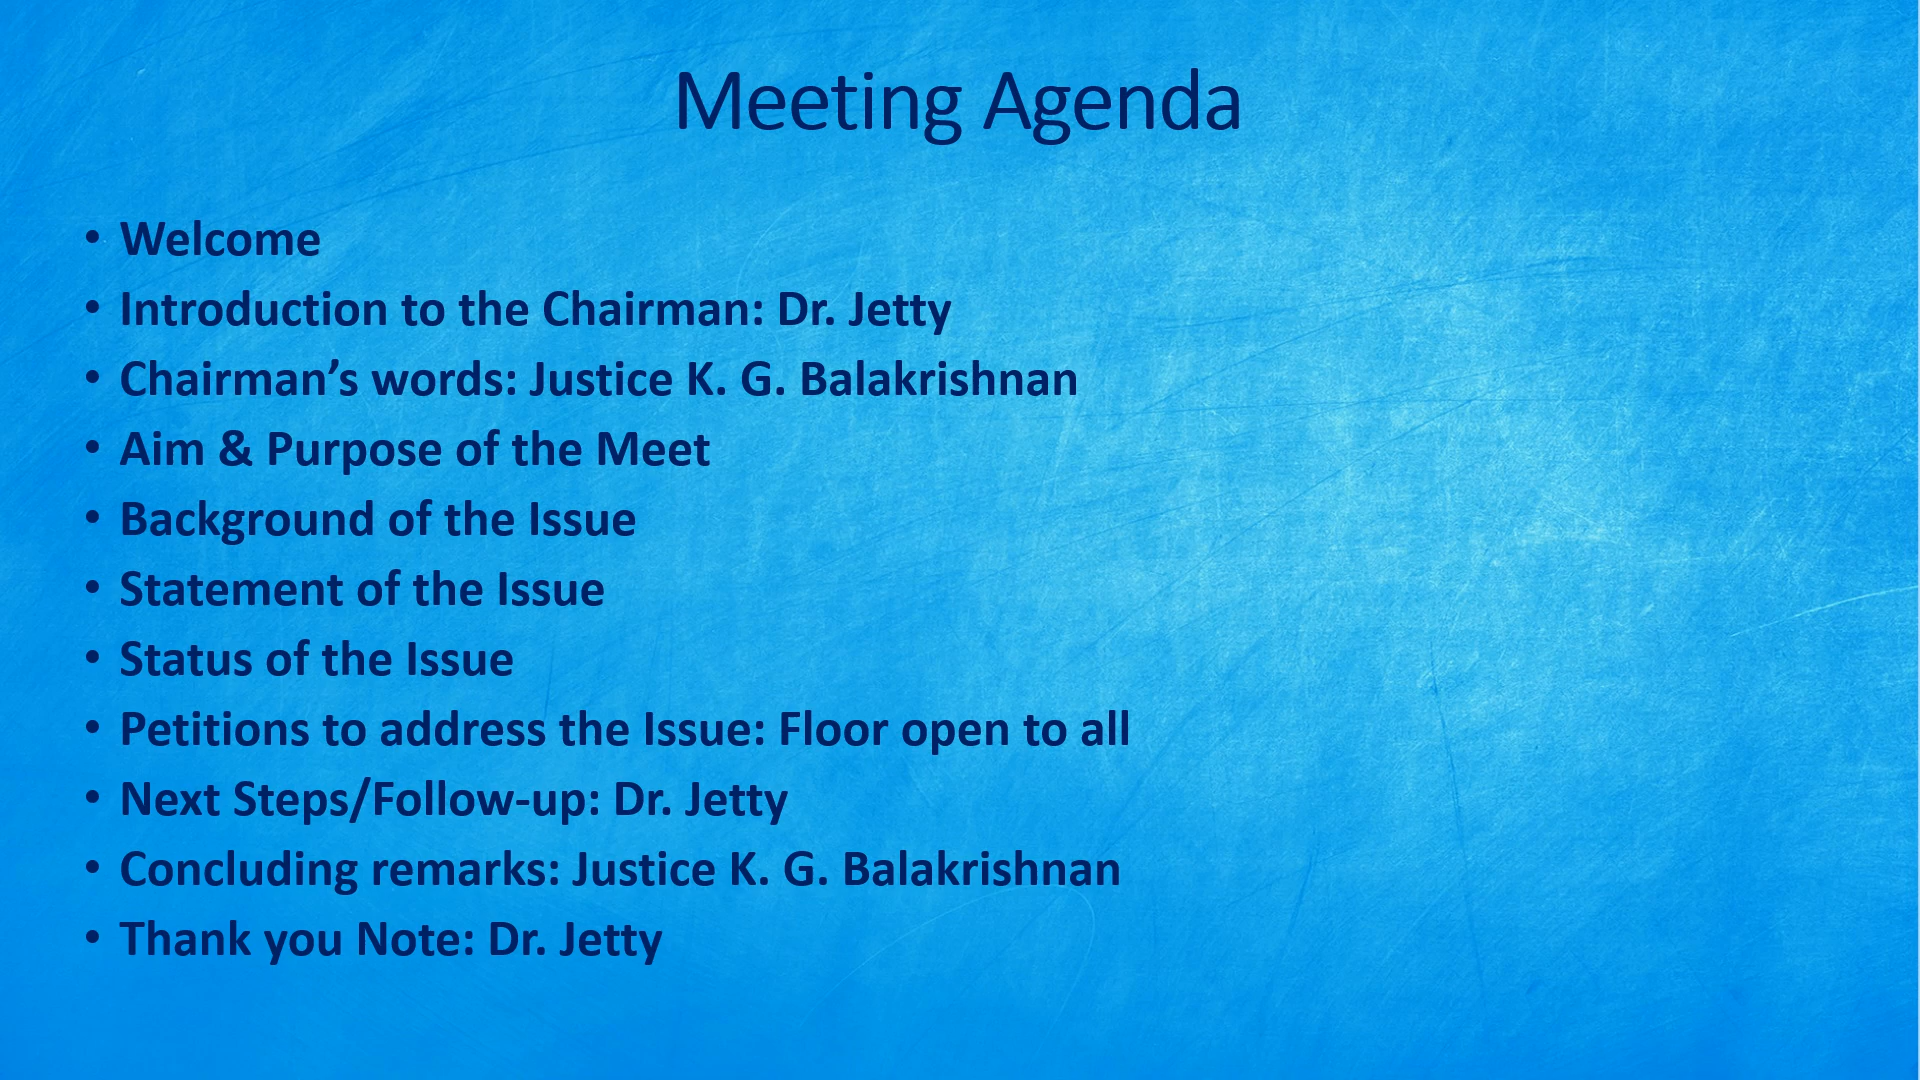 Meeting Agenda
• Welcome
• Introduction to the Chairman: Dr. Jetty
• Chairman’s words: Justice K. G. Balakrishnan
• Aim & Purpose of the Meet
• Background of the Issue
• Statement of the Issue
• Status of the Issue
• Petitions to address the Issue: Floor open to all
• Next Steps/Follow-up: Dr. Jetty
• Concluding remarks: Justice K. G. Balakrishnan
• Thank you Note: Dr. Jetty